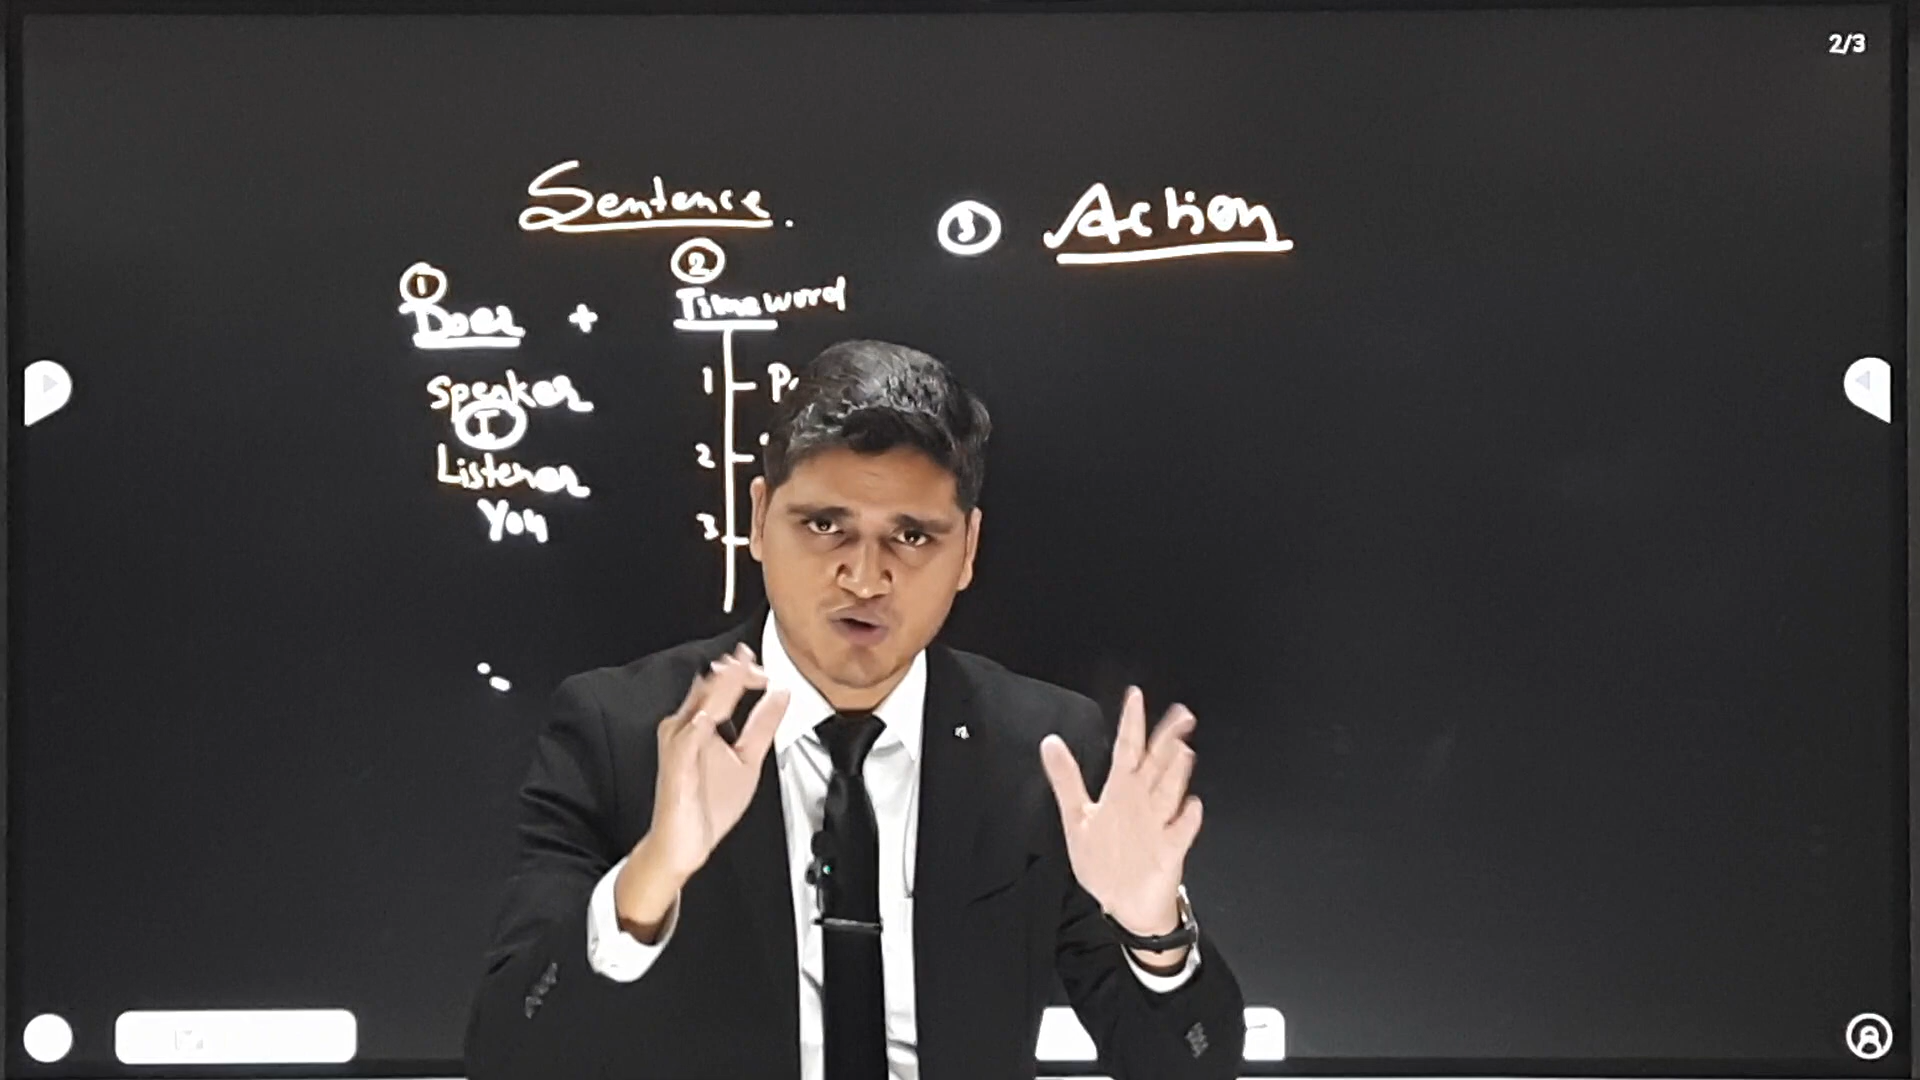 2/3
Sentence.
③ Action
① ②
Doer + Timeword
Speaker
I
Listener
You
1
2
3